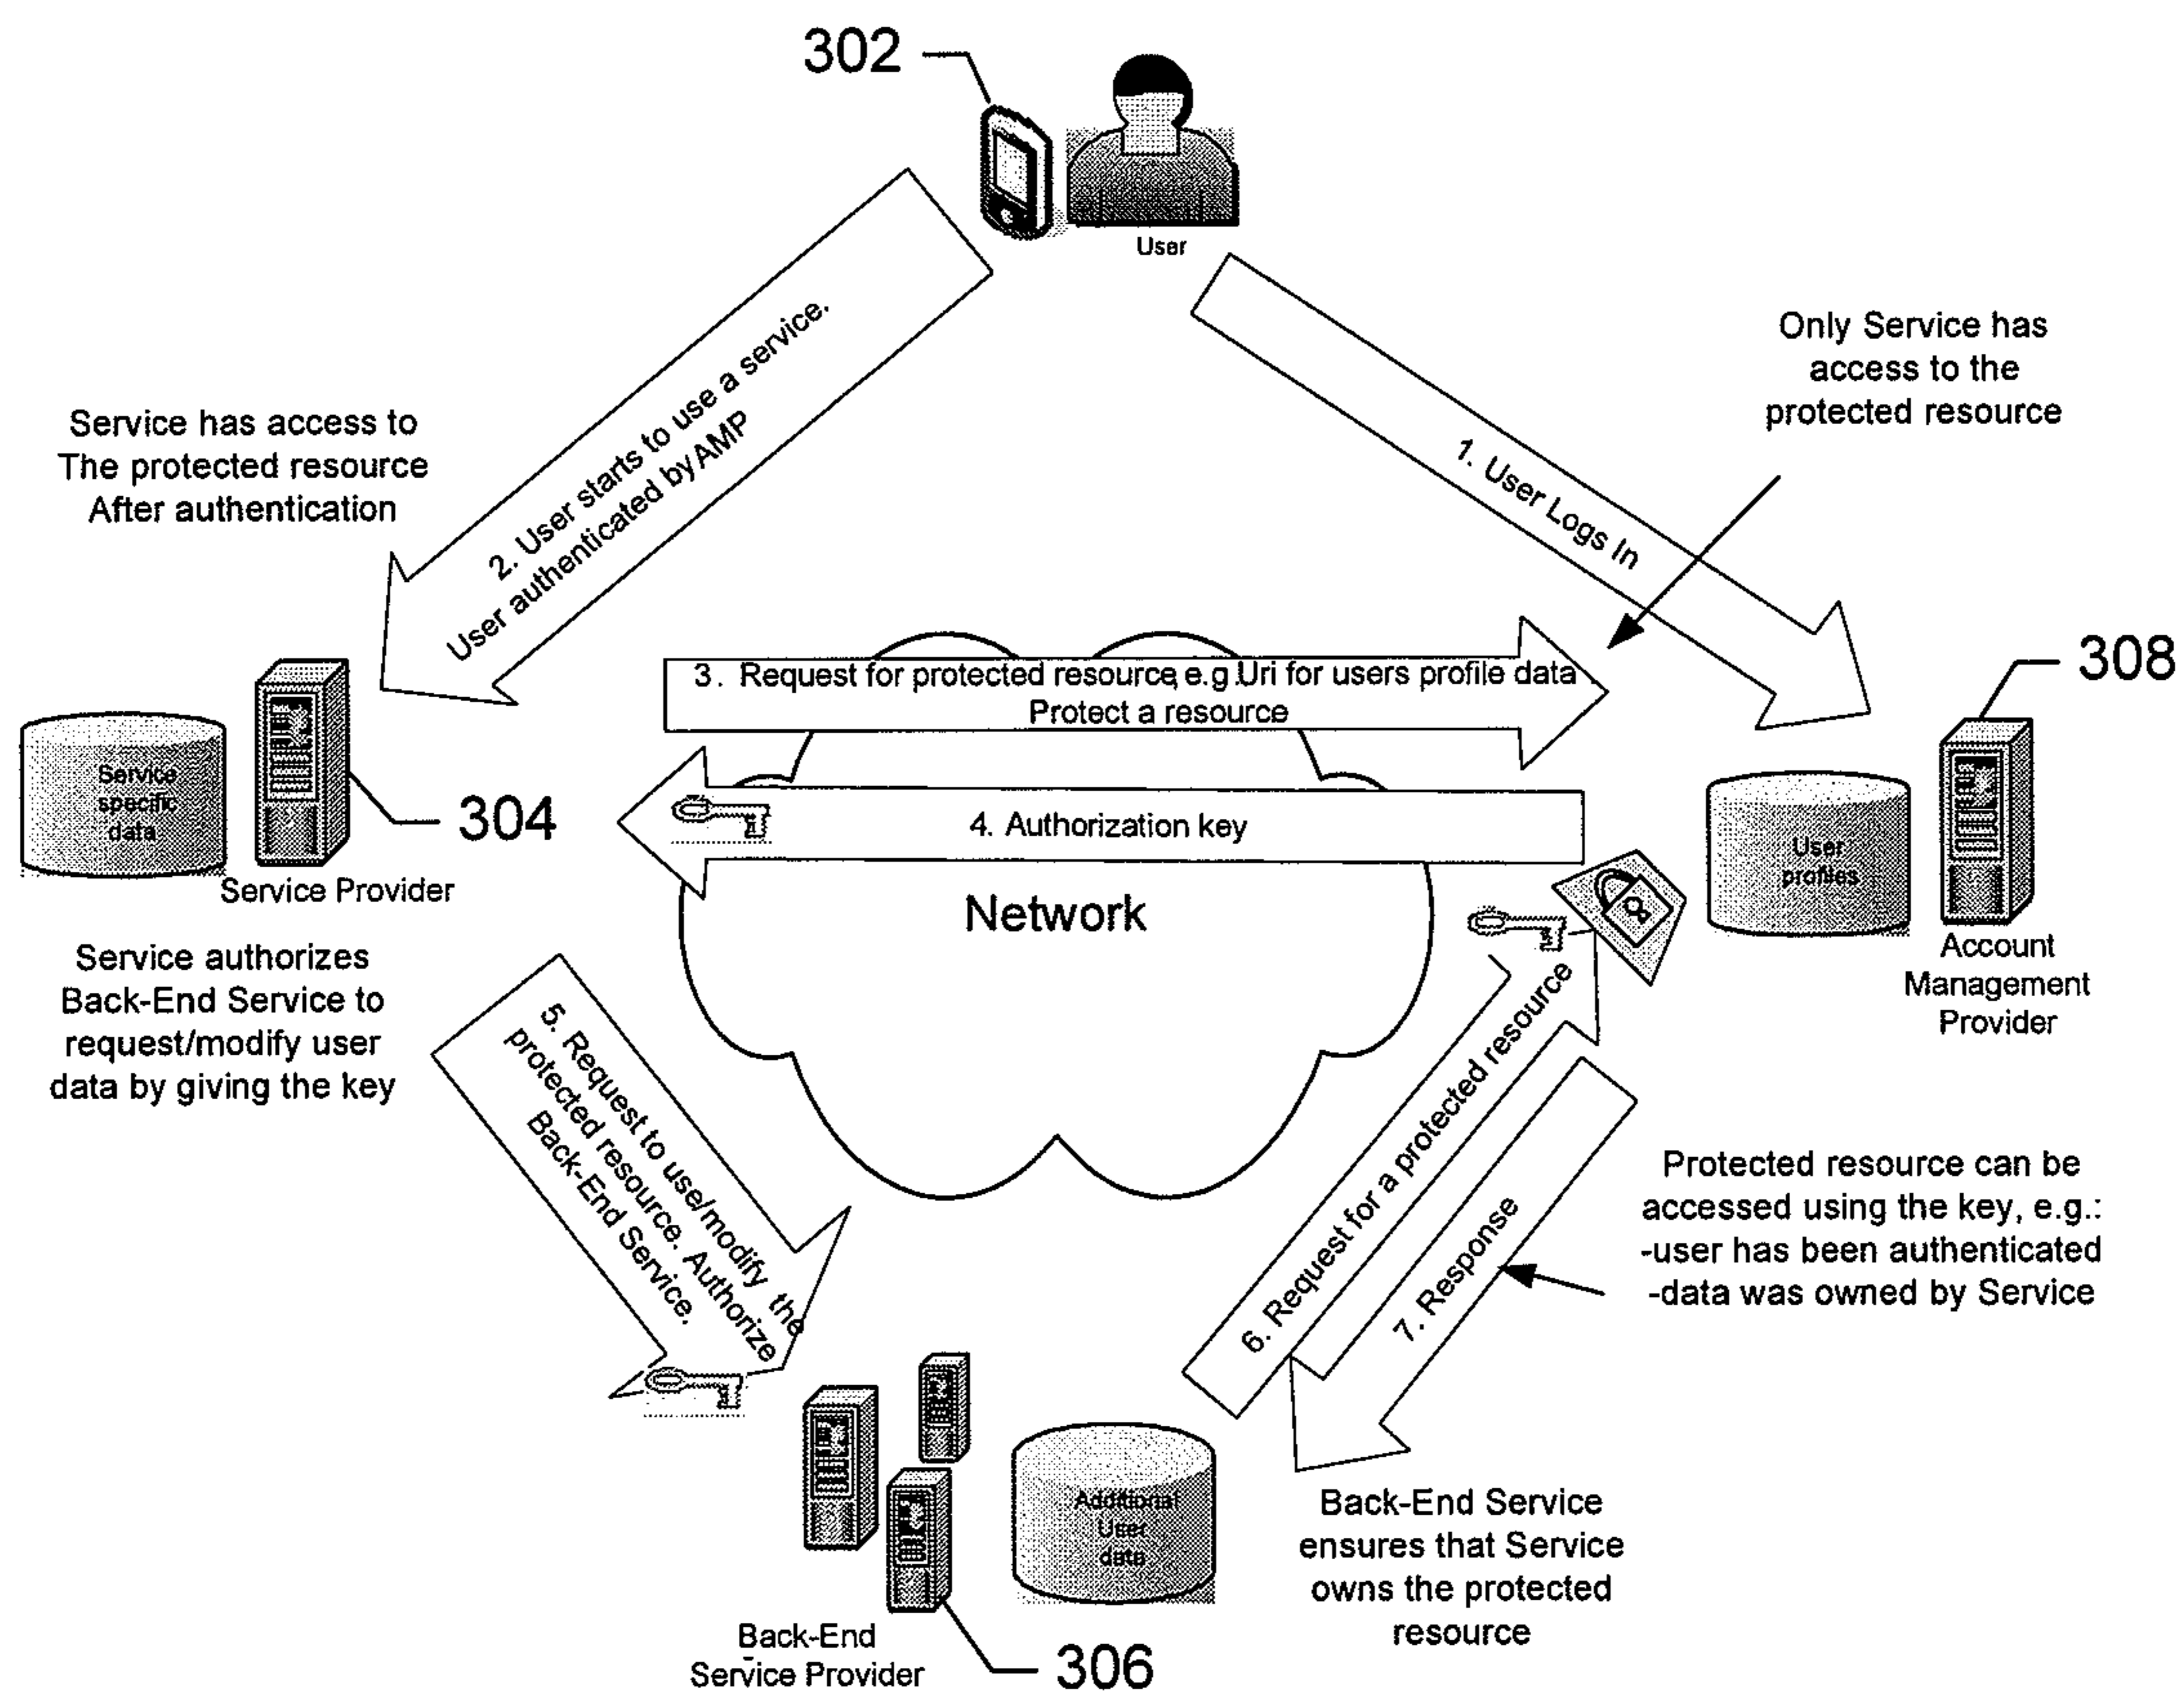 302
User
Only Service has
access to the
protected resource
Service has access to
The protected resource
After authentication
2. User starts to use a service.
User authenticated by AMP
1. User Logs In
3. Request for protected resource, e.g. Uri for users profile data
Protect a resource
308
Service
specific
data
304
Service Provider
4. Authorization key
Network
User
profiles
Account
Management
Provider
Service authorizes
Back-End Service to
request/modify user
data by giving the key
5. Request to use/modify the
protected resource. Authorize
Back-End Service.
6. Request for a protected resource
7. Response
Protected resource can be
accessed using the key, e.g.:
-user has been authenticated
-data was owned by Service
Additional
User
data
Back-End Service
ensures that Service
owns the protected
resource
Back-End
Service Provider
306